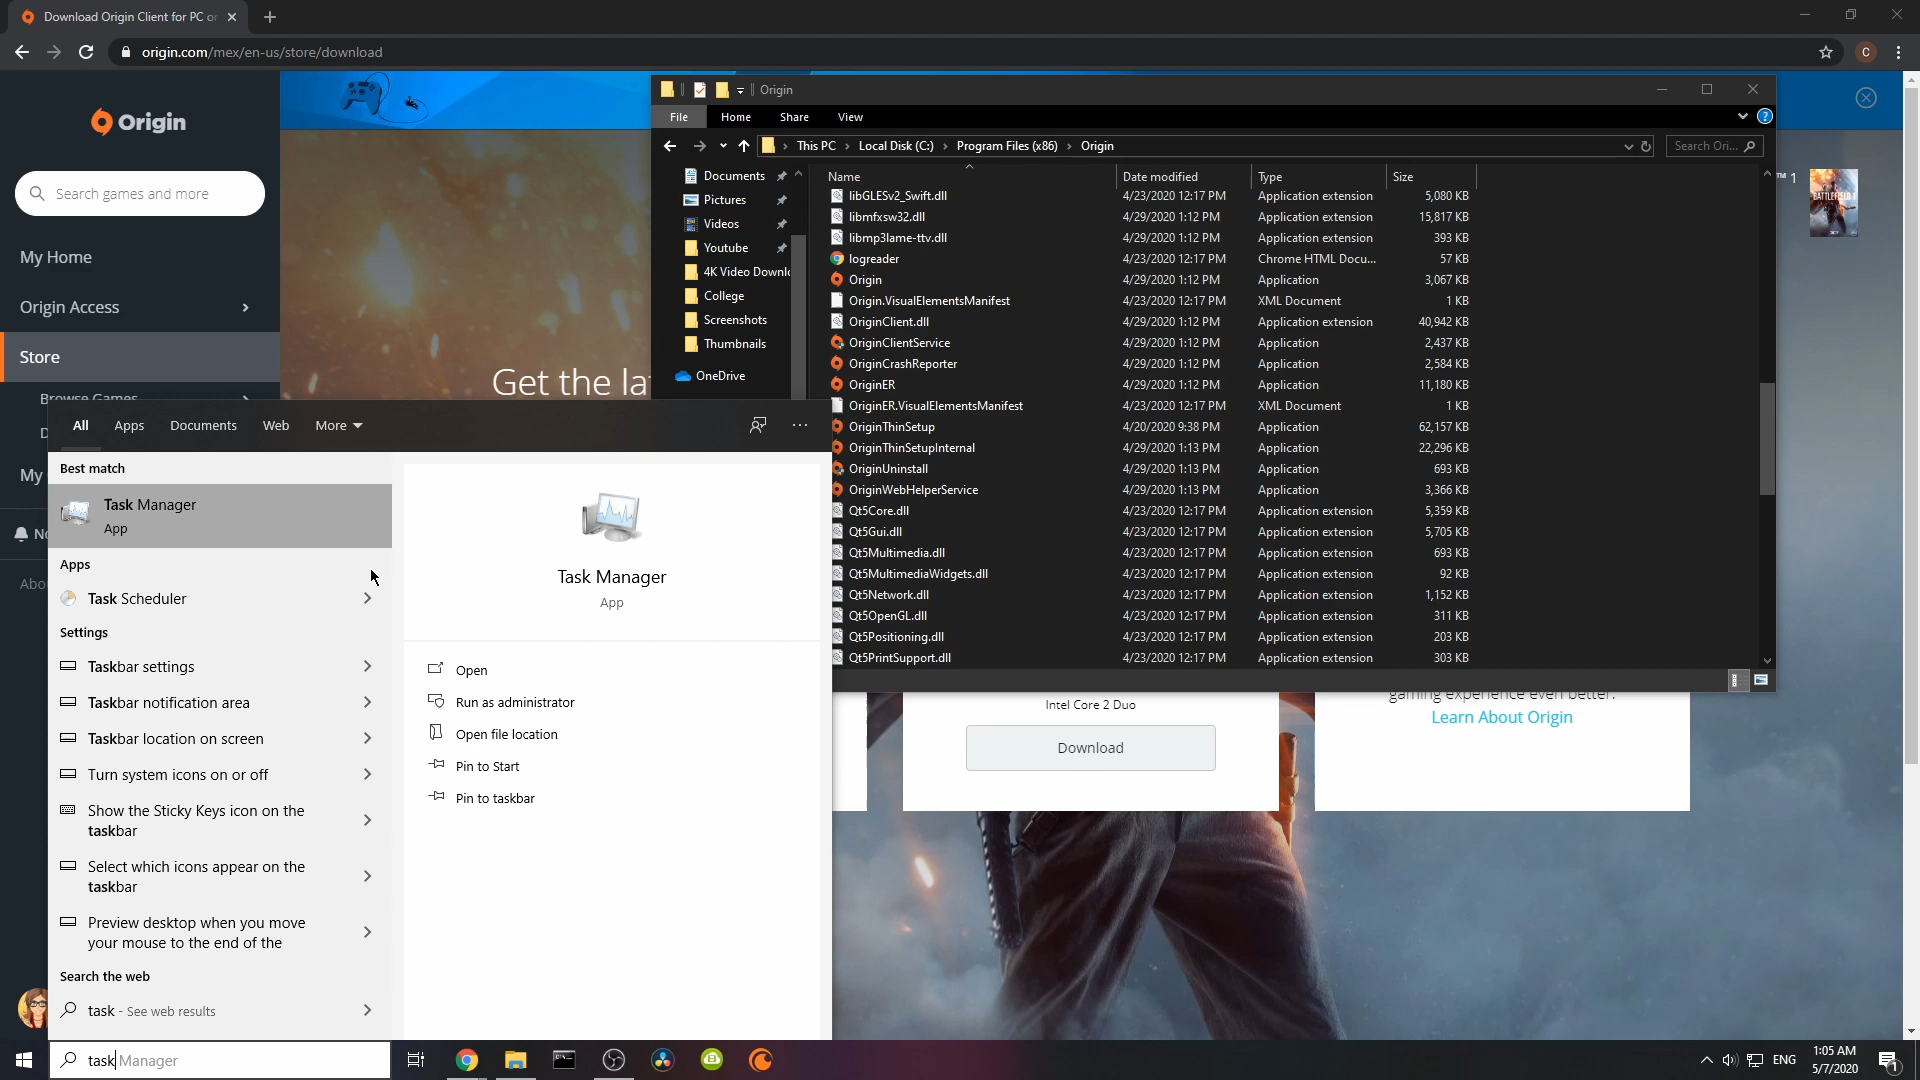 Download Origin Client for PC or
origin.com/mex/en-us/store/download
C
Origin
Search games and more
My Home
Origin Access
Store
Browse Games
D
My
No
Abo
Get the la
™ 1
BATTLEFIELD 1
Intel Core 2 Duo
Download
gaming experience even better.
Learn About Origin
Origin
File Home Share View
This PC Local Disk (C:) Program Files (x86) Origin
Search Ori...
Documents
Pictures
Videos
Youtube
4K Video Downlo
College
Screenshots
Thumbnails
OneDrive
Name Date modified Type Size
libGLESv2_Swift.dll 4/23/2020 12:17 PM Application extension 5,080 KB
libmfxsw32.dll 4/29/2020 1:12 PM Application extension 15,817 KB
libmp3lame-ttv.dll 4/29/2020 1:12 PM Application extension 393 KB
logreader 4/23/2020 12:17 PM Chrome HTML Docu... 57 KB
Origin 4/29/2020 1:12 PM Application 3,067 KB
Origin.VisualElementsManifest 4/23/2020 12:17 PM XML Document 1 KB
OriginClient.dll 4/29/2020 1:12 PM Application extension 40,942 KB
OriginClientService 4/29/2020 1:12 PM Application 2,437 KB
OriginCrashReporter 4/29/2020 1:12 PM Application 2,584 KB
OriginER 4/29/2020 1:12 PM Application 11,180 KB
OriginER.VisualElementsManifest 4/23/2020 12:17 PM XML Document 1 KB
OriginThinSetup 4/20/2020 9:38 PM Application 62,157 KB
OriginThinSetupInternal 4/29/2020 1:13 PM Application 22,296 KB
OriginUninstall 4/29/2020 1:13 PM Application 693 KB
OriginWebHelperService 4/29/2020 1:13 PM Application 3,366 KB
Qt5Core.dll 4/23/2020 12:17 PM Application extension 5,359 KB
Qt5Gui.dll 4/23/2020 12:17 PM Application extension 5,705 KB
Qt5Multimedia.dll 4/23/2020 12:17 PM Application extension 693 KB
Qt5MultimediaWidgets.dll 4/23/2020 12:17 PM Application extension 92 KB
Qt5Network.dll 4/23/2020 12:17 PM Application extension 1,152 KB
Qt5OpenGL.dll 4/23/2020 12:17 PM Application extension 311 KB
Qt5Positioning.dll 4/23/2020 12:17 PM Application extension 203 KB
Qt5PrintSupport.dll 4/23/2020 12:17 PM Application extension 303 KB
All Apps Documents Web More
Best match
Task Manager
App
Apps
Task Scheduler
Settings
Taskbar settings
Taskbar notification area
Taskbar location on screen
Turn system icons on or off
Show the Sticky Keys icon on the
taskbar
Select which icons appear on the
taskbar
Preview desktop when you move
your mouse to the end of the
Search the web
task - See web results
Task Manager
App
Open
Run as administrator
Open file location
Pin to Start
Pin to taskbar
task Manager
ENG
1:05 AM
5/7/2020
1